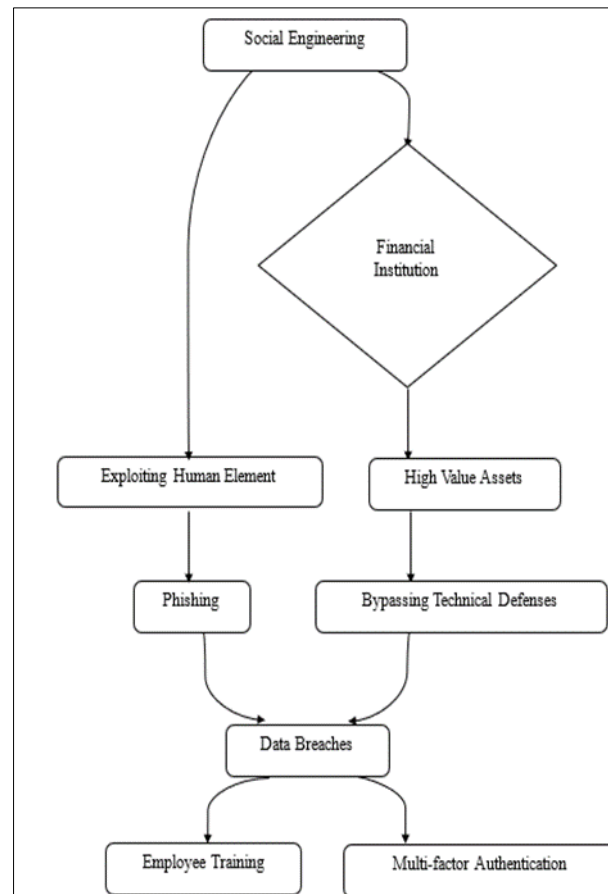 Social Engineering
Financial
Institution
Exploiting Human Element
High Value Assets
Phishing
Bypassing Technical Defenses
Data Breaches
Employee Training
Multi-factor Authentication